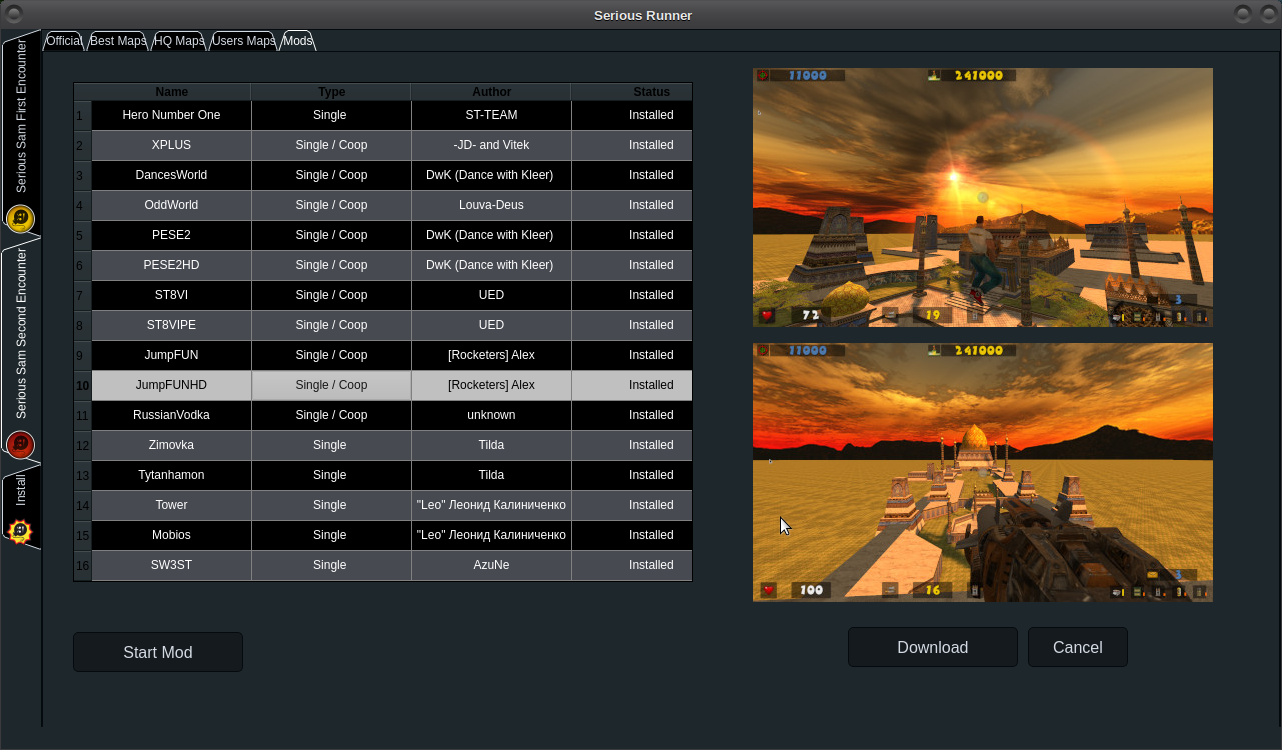 Serious Runner
Official Best Maps HQ Maps Users Maps Mods
Serious Sam First Encounter
Serious Sam Second Encounter
Install
Name Type Author Status
1 Hero Number One Single ST-TEAM Installed
2 XPLUS Single / Coop -JD- and Vitek Installed
3 DancesWorld Single / Coop DwK (Dance with Kleer) Installed
4 OddWorld Single / Coop Louva-Deus Installed
5 PESE2 Single / Coop DwK (Dance with Kleer) Installed
6 PESE2HD Single / Coop DwK (Dance with Kleer) Installed
7 ST8VI Single / Coop UED Installed
8 ST8VIPE Single / Coop UED Installed
9 JumpFUN Single / Coop [Rocketers] Alex Installed
10 JumpFUNHD Single / Coop [Rocketers] Alex Installed
11 RussianVodka Single / Coop unknown Installed
12 Zimovka Single Tilda Installed
13 Tytanhamon Single Tilda Installed
14 Tower Single "Leo" Леонид Калиниченко Installed
15 Mobios Single "Leo" Леонид Калиниченко Installed
16 SW3ST Single AzuNe Installed
Start Mod
11000 241000
3
72 19
11000 241000
3
100 16
Download Cancel